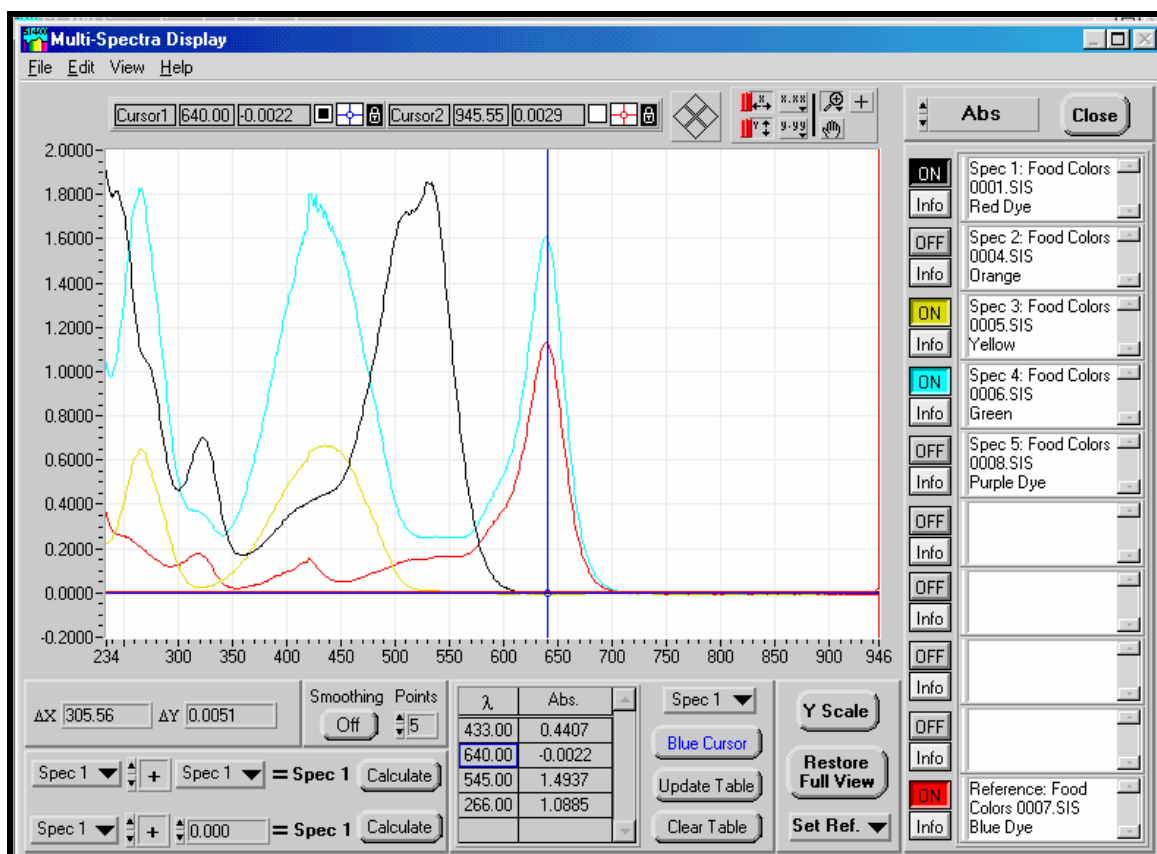 Multi-Spectra Display
File Edit View Help
Cursor1 640.00 -0.0022 Cursor2 945.55 0.0029
X X.XX
Y y.yy
Abs Close
2.0000
1.8000
1.6000
1.4000
1.2000
1.0000
0.8000
0.6000
0.4000
0.2000
0.0000
-0.2000
234 300 350 400 450 500 550 600 650 700 750 800 850 900 946
ON Spec 1: Food Colors
0001.SIS
Info Red Dye
OFF Spec 2: Food Colors
0004.SIS
Info Orange
ON Spec 3: Food Colors
0005.SIS
Info Yellow
ON Spec 4: Food Colors
0006.SIS
Info Green
OFF Spec 5: Food Colors
0008.SIS
Info Purple Dye
OFF
Info
OFF
Info
OFF
Info
OFF
Info
ON Reference: Food
Colors 0007.SIS
Info Blue Dye
ΔX 305.56 ΔY 0.0051
Smoothing Points
Off 5
Spec 1 + Spec 1 = Spec 1 Calculate
Spec 1 + 0.000 = Spec 1 Calculate
λ Abs.
433.00 0.4407
640.00 -0.0022
545.00 1.4937
266.00 1.0885
Spec 1
Blue Cursor
Update Table
Clear Table
Y Scale
Restore
Full View
Set Ref.